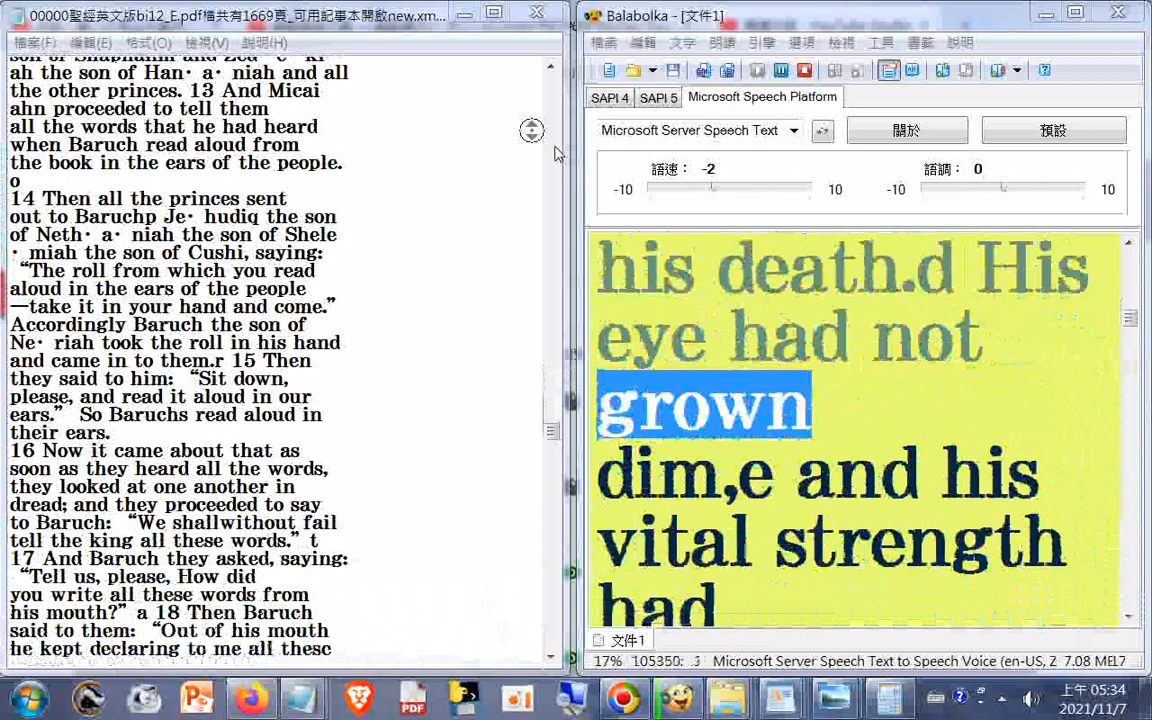 00000聖經英文版bi12_E.pdf檔共有1669頁_可用記事本開啟new.xm...
檔案(F) 編輯(E) 格式(O) 檢視(V) 說明(H)
ah the son of Han· a· niah and all
the other princes. 13 And Micai
ahn proceeded to tell them
all the words that he had heard
when Baruch read aloud from
the book in the ears of the people.
o
14 Then all the princes sent
out to Baruchp Je· hudiq the son
of Neth· a· niah the son of Shele
· miah the son of Cushi, saying:
“The roll from which you read
aloud in the ears of the people
—take it in your hand and come.”
Accordingly Baruch the son of
Ne· riah took the roll in his hand
and came in to them.r 15 Then
they said to him: “Sit down,
please, and read it aloud in our
ears.” So Baruchs read aloud in
their ears.
16 Now it came about that as
soon as they heard all the words,
they looked at one another in
dread; and they proceeded to say
to Baruch: “We shallwithout fail
tell the king all these words.” t
17 And Baruch they asked, saying:
“Tell us, please, How did
you write all these words from
his mouth?” a 18 Then Baruch
said to them: “Out of his mouth
he kept declaring to me all these
Balabolka - [文件1]
檔案 編輯 文字 朗讀 引擎 選項 檢視 工具 書籤 說明
SAPI 4 SAPI 5 Microsoft Speech Platform
Microsoft Server Speech Text 關於 預設
語速: -2 語調: 0
-10 10 -10 10
his death.d His
eye had not
grown
dim,e and his
vital strength
had
文件1
17% 105350: Microsoft Server Speech Text to Speech Voice (en-US, Z 7.08 МБ
上午 05:34
2021/11/7